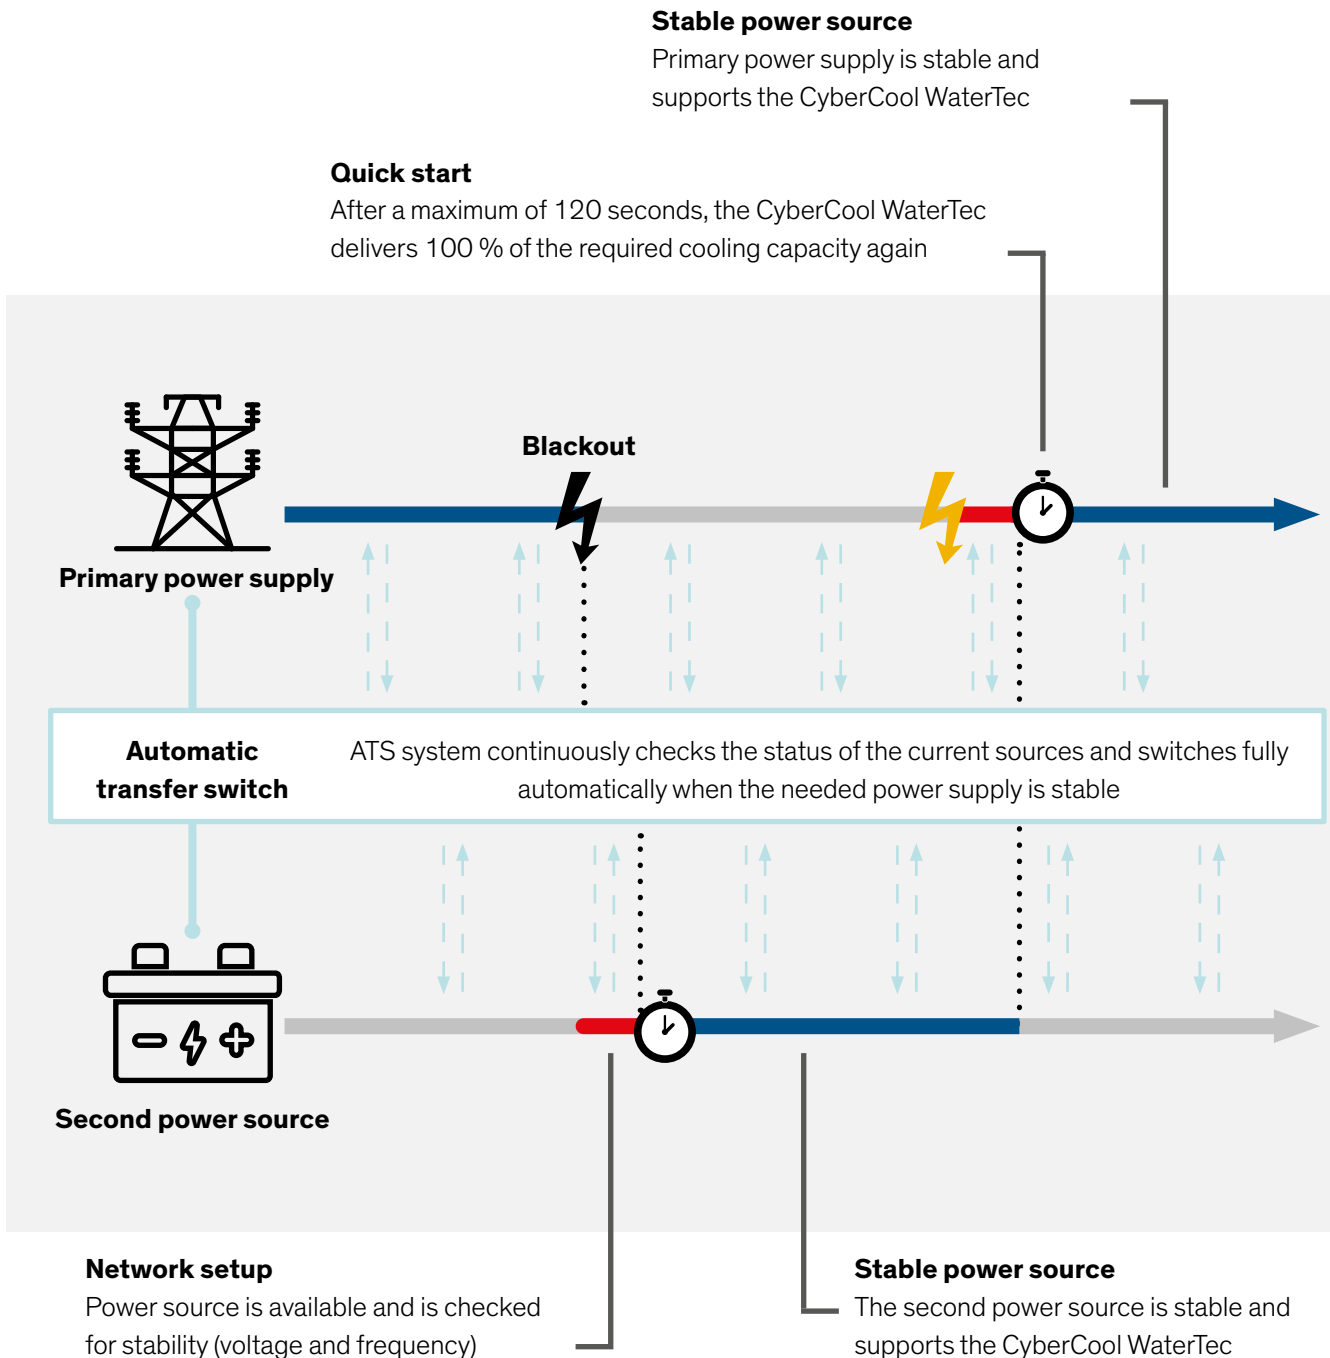 Stable power source
Primary power supply is stable and
supports the CyberCool WaterTec
Quick start
After a maximum of 120 seconds, the CyberCool WaterTec
delivers 100 % of the required cooling capacity again
Blackout
Primary power supply
Automatic
transfer switch
ATS system continuously checks the status of the current sources and switches fully
automatically when the needed power supply is stable
Second power source
Network setup
Power source is available and is checked
for stability (voltage and frequency)
Stable power source
The second power source is stable and
supports the CyberCool WaterTec